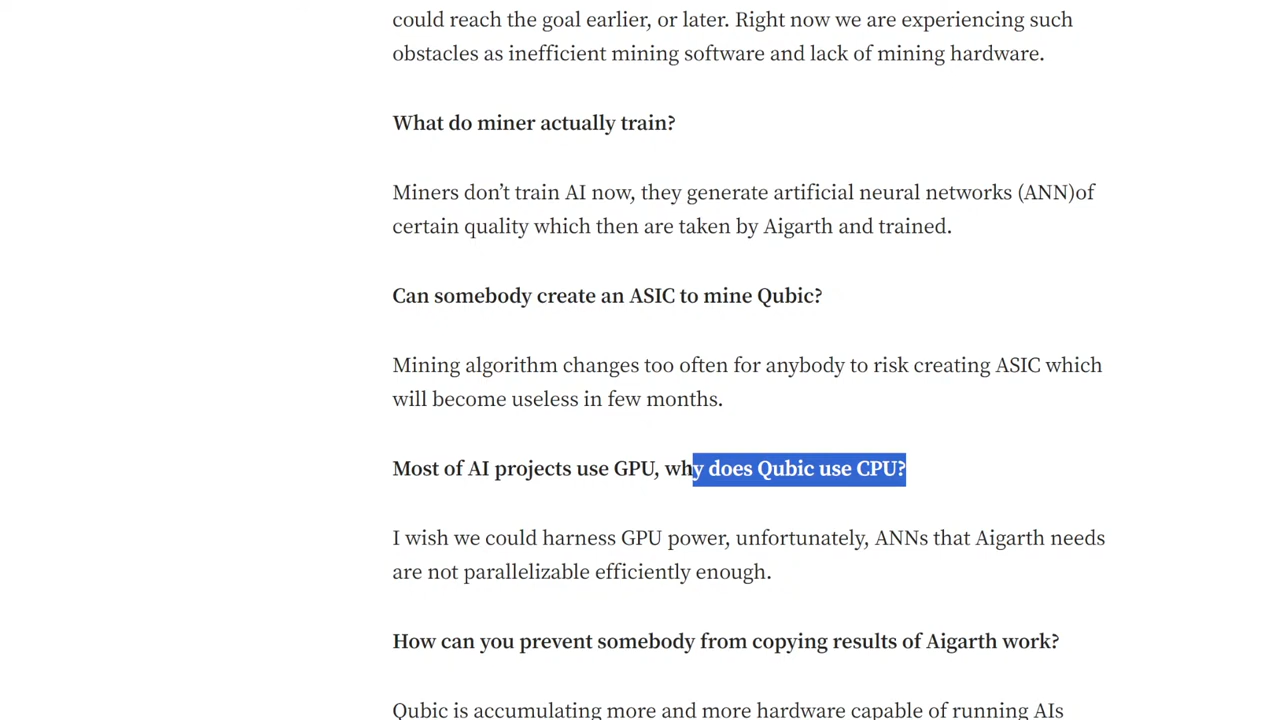 could reach the goal earlier, or later. Right now we are experiencing such
obstacles as inefficient mining software and lack of mining hardware.
What do miner actually train?
Miners don’t train AI now, they generate artificial neural networks (ANN)of
certain quality which then are taken by Aigarth and trained.
Can somebody create an ASIC to mine Qubic?
Mining algorithm changes too often for anybody to risk creating ASIC which
will become useless in few months.
Most of AI projects use GPU, why does Qubic use CPU?
I wish we could harness GPU power, unfortunately, ANNs that Aigarth needs
are not parallelizable efficiently enough.
How can you prevent somebody from copying results of Aigarth work?
Qubic is accumulating more and more hardware capable of running AIs